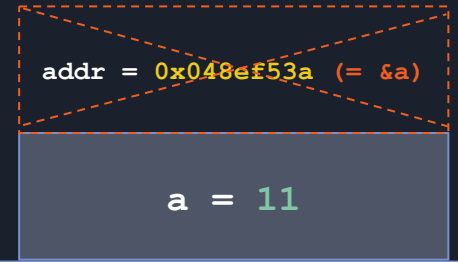 addr = 0x048ef53a (= &a)
a = 11